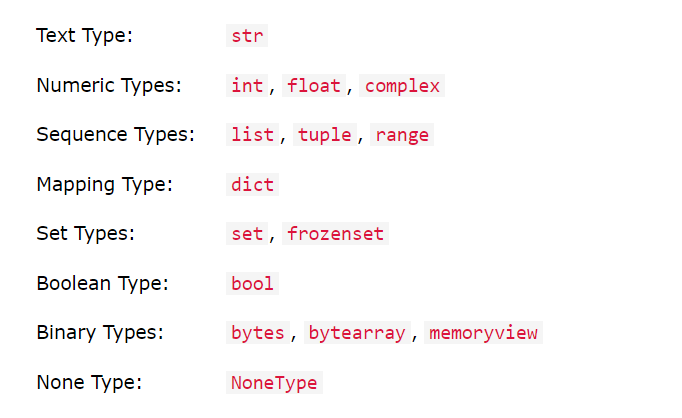 Text Type: str
Numeric Types: int, float, complex
Sequence Types: list, tuple, range
Mapping Type: dict
Set Types: set, frozenset
Boolean Type: bool
Binary Types: bytes, bytearray, memoryview
None Type: NoneType